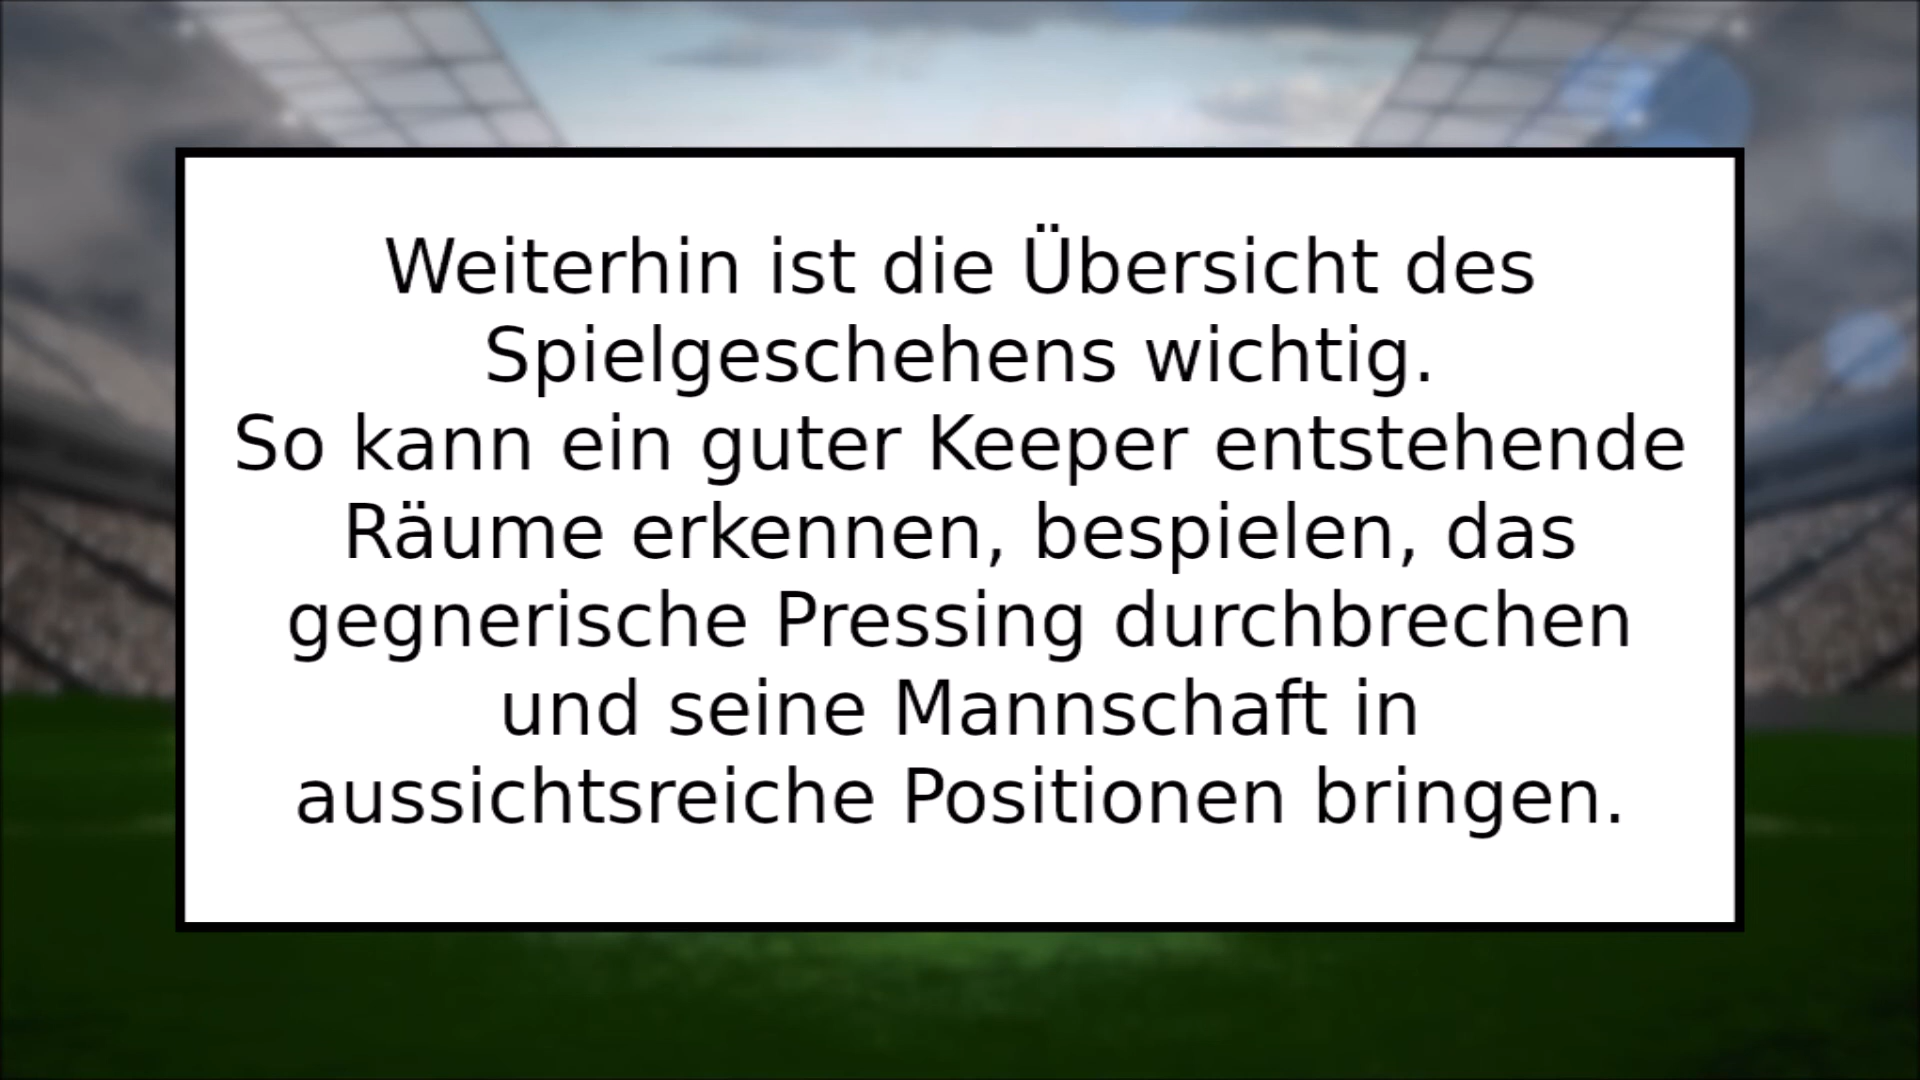 Weiterhin ist die Übersicht des
Spielgeschehens wichtig.
So kann ein guter Keeper entstehende
Räume erkennen, bespielen, das
gegnerische Pressing durchbrechen
und seine Mannschaft in
aussichtsreiche Positionen bringen.